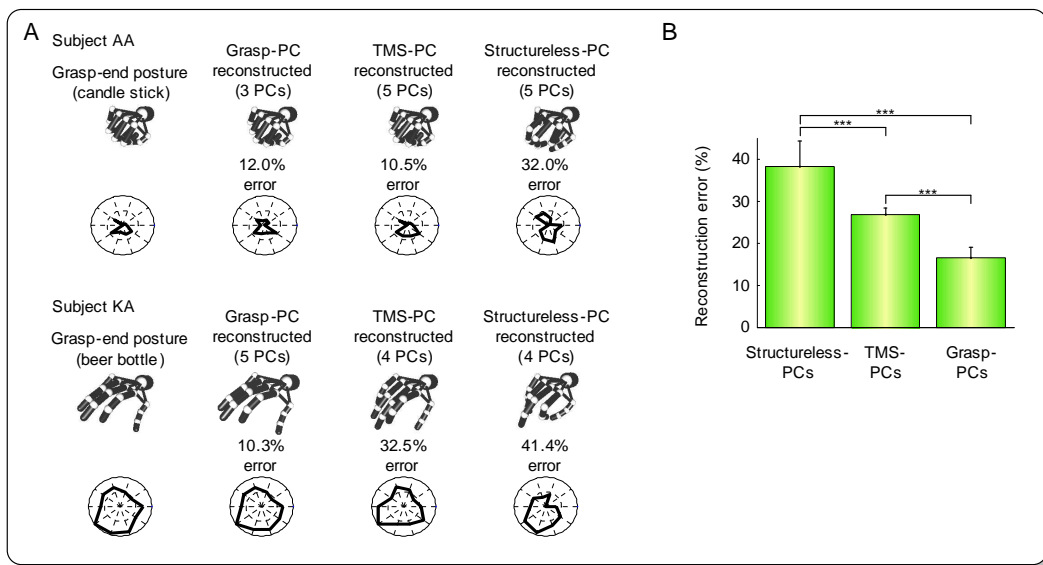 A
Subject AA
Grasp-end posture
(candle stick)
Grasp-PC
reconstructed
(3 PCs)
12.0%
error
TMS-PC
reconstructed
(5 PCs)
10.5%
error
Structureless-PC
reconstructed
(5 PCs)
32.0%
error
Subject KA
Grasp-end posture
(beer bottle)
Grasp-PC
reconstructed
(5 PCs)
10.3%
error
TMS-PC
reconstructed
(4 PCs)
32.5%
error
Structureless-PC
reconstructed
(4 PCs)
41.4%
error
B
Reconstruction error (%)
40
30
20
10
0
***
***
***
Structureless-
PCs
TMS-
PCs
Grasp-
PCs